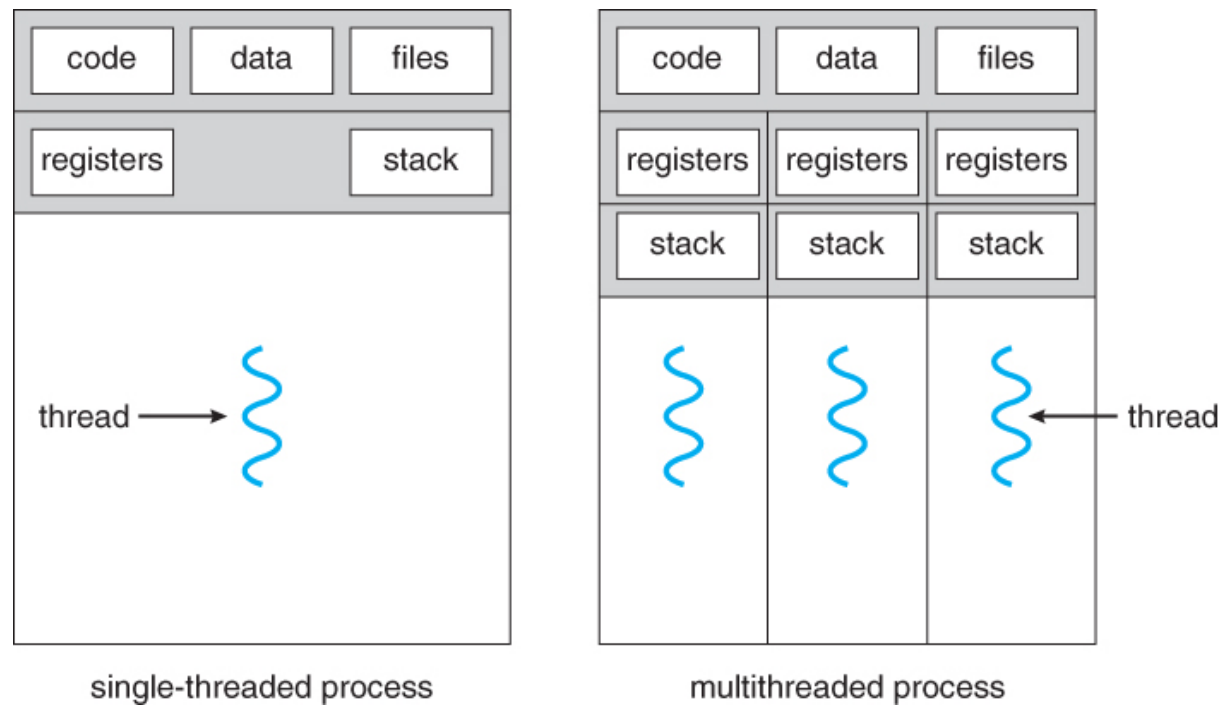 code data files
registers stack
thread
single-threaded process
code data files
registers registers registers
stack stack stack
thread
multithreaded process